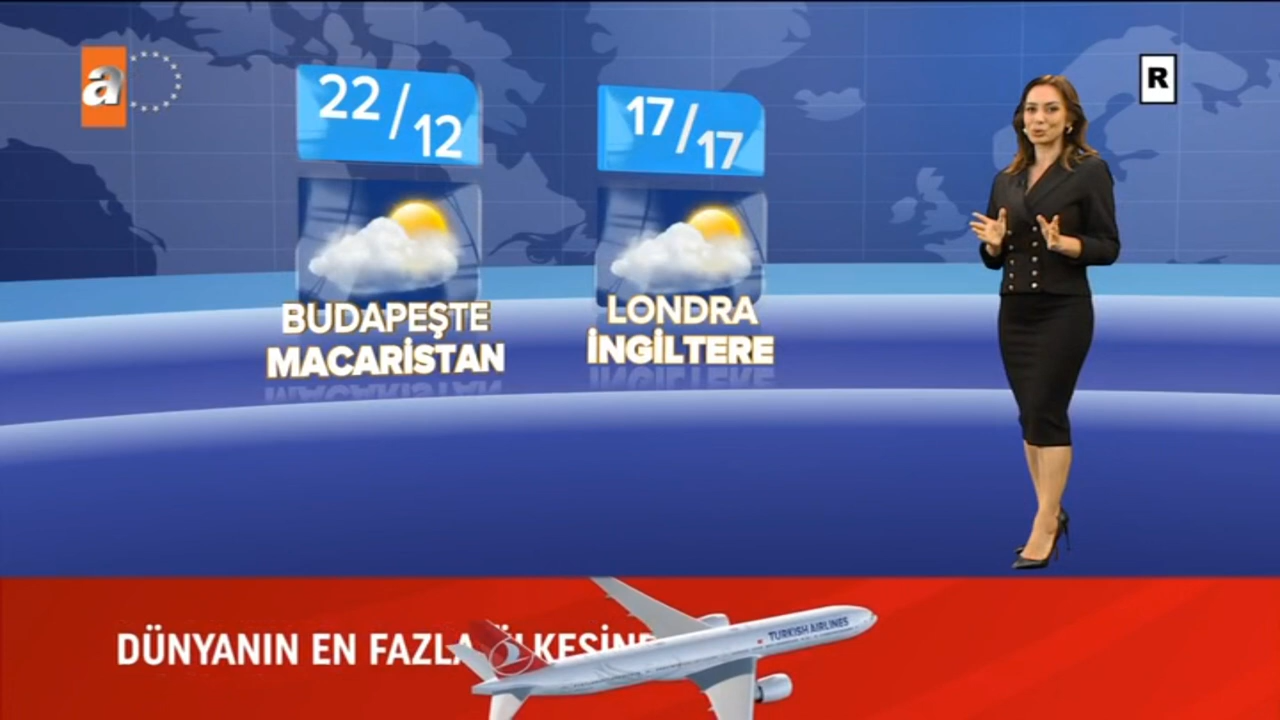 a
R
22/12
17/17
BUDAPEŞTE
MACARİSTAN
LONDRA
İNGİLTERE
DÜNYANIN EN FAZLA
TURKISH AIRLINES